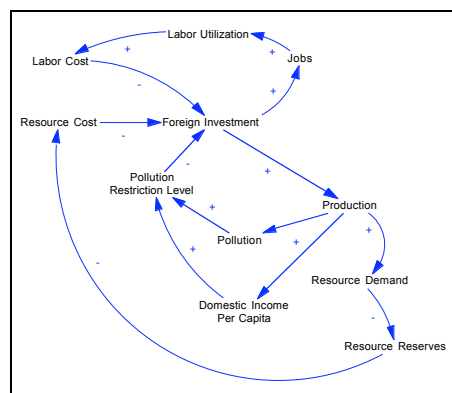 Labor Utilization
+
+
Labor Cost
Jobs
-
+
Resource Cost
-
Foreign Investment
-
Pollution
Restriction Level
+
+
Production
+
+
+
Pollution
+
-
Resource Demand
Domestic Income
Per Capita
-
Resource Reserves